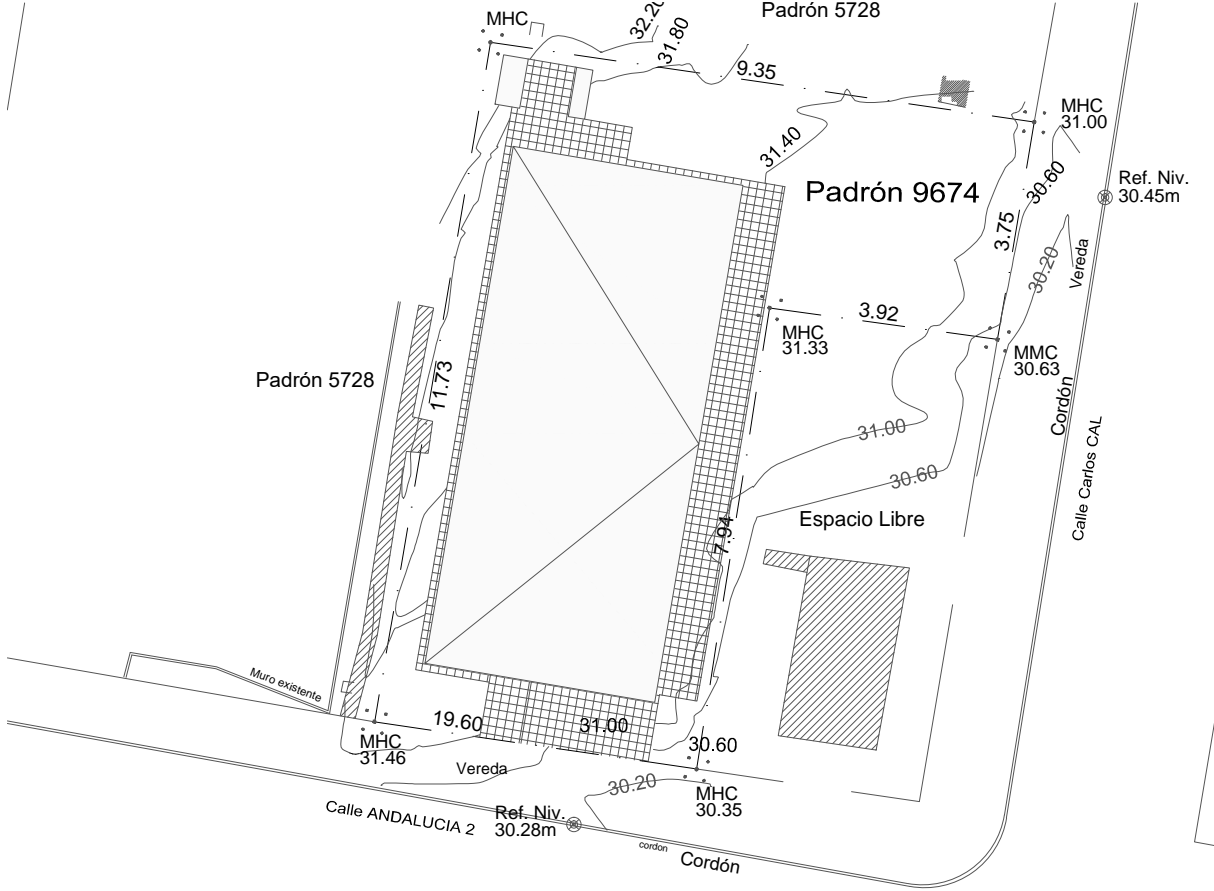 Padrón 5728
MHC
32.20
31.80
9.35
MHC
31.00
31.40
Padrón 9674
30.60
Ref. Niv.
30.45m
3.75
30.20
Vereda
3.92
MHC
31.33
MMC
30.63
Padrón 5728
11.73
Cordón
Calle Carlos CAL
31.00
30.60
Espacio Libre
7.94
Muro existente
19.60
31.00
30.60
MHC
31.46
Vereda
30.20
MHC
30.35
Calle ANDALUCIA 2
Ref. Niv.
30.28m
cordon
Cordón